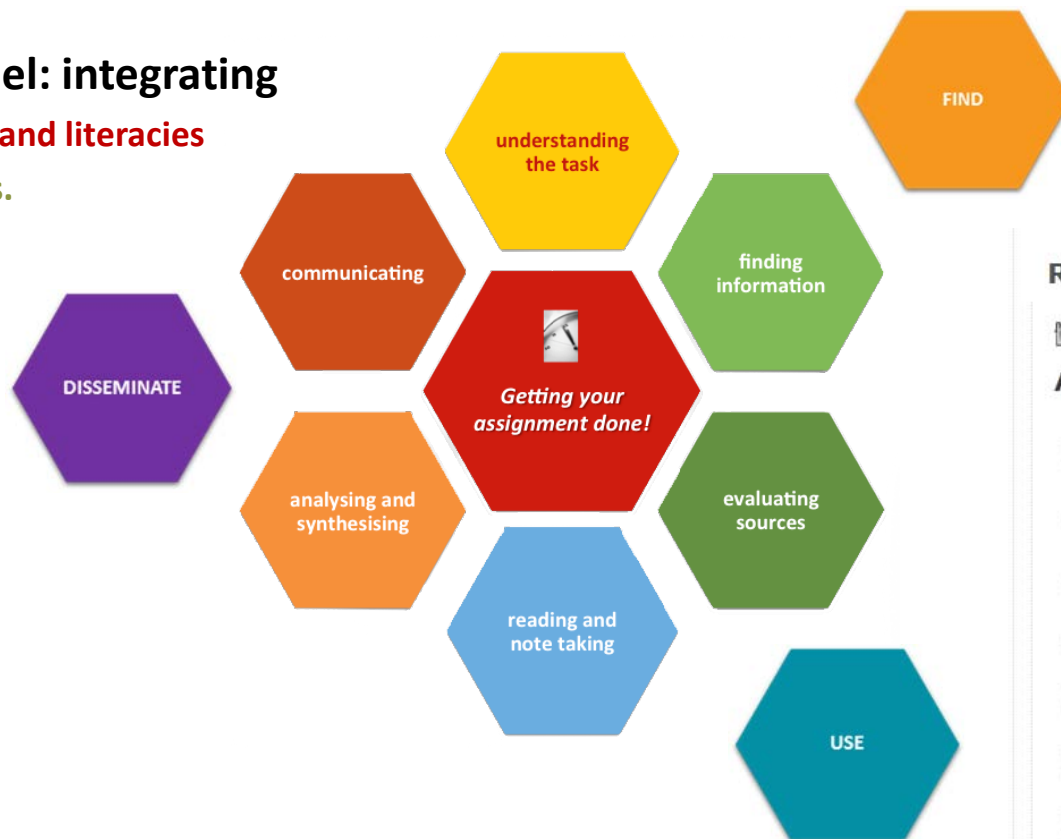 el: integrating
and literacies
s.
understanding
the task
FIND
communicating
finding
information
DISSEMINATE
Getting your
assignment done!
analysing and
synthesising
evaluating
sources
reading and
note taking
USE